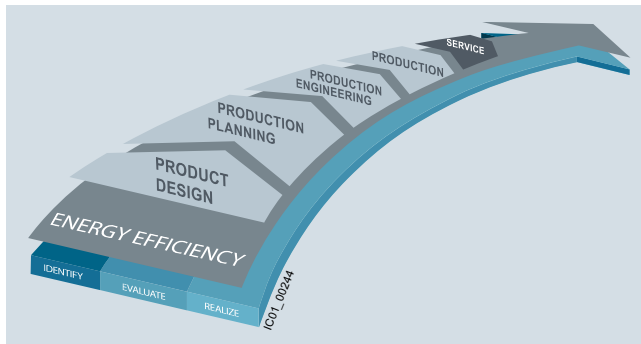 SERVICE
PRODUCTION
PRODUCTION
ENGINEERING
PRODUCTION
PLANNING
PRODUCT
DESIGN
ENERGY EFFICIENCY
IDENTIFY
EVALUATE
REALIZE
IC01_00244